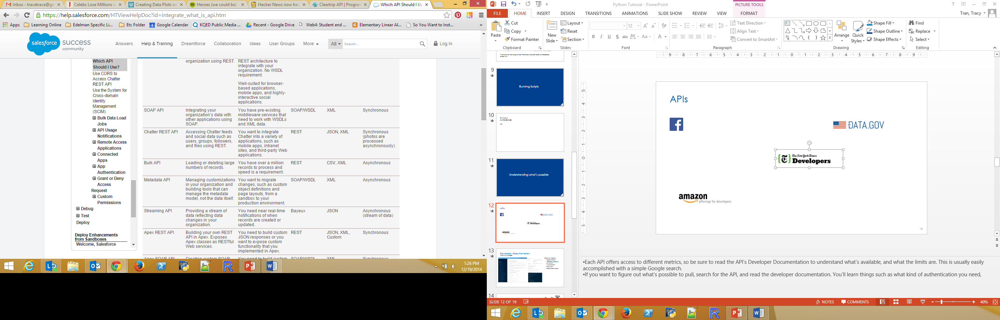 Inbox - tracetrace@gm
Celebs Lose Millions o
Creating Data Plots wi
Heroes (we could be)
Hacker News now has
Cleartrip API | Program
Which API Should I Us
https://help.salesforce.com/HTViewHelpDoc?id=integrate_what_is_api.htm
Apps
Learning Online
Edelman Specific Li...
Etc Folder
Google Calendar
KQED Public Media ...
Recent - Google Drive
Web4: Student and ...
Elementary Linear Al...
So You Want to Inst...
»
salesforce success community
Answers
Help & Training
Dreamforce
Collaboration
Ideas
User Groups
More
All
Search...
Log In
Which API
Should I Use?
Use CORS to
Access Chatter
REST API
Use the System for
Cross-domain
Identity
Management
(SCIM)
Bulk Data Load
Jobs
API Usage
Notifications
Remote Access
Applications
Connected
Apps
App
Authentication
Grant or Deny
Access
Request
Custom
Permissions
Debug
Test
Deploy
Deploy Enhancements
from Sandboxes
Welcome, Salesforce
organization using REST.
REST architecture to
integrate with your
organization. No WSDL
requirement.
Well-suited for browser-
based applications,
mobile apps, and highly-
interactive social
applications.
SOAP API
Integrating your
organization's data with
other applications using
SOAP.
You have pre-existing
middleware services that
need to work with WSDLs
and XML data.
SOAP/WSDL
XML
Synchronous
Chatter REST API
Accessing Chatter feeds
and social data such as
users, groups, followers,
and files using REST.
You want to integrate
Chatter into a variety of
applications, such as
mobile apps, intranet
sites, and third-party Web
applications.
REST
JSON, XML
Synchronous
(photos are
processed
asynchronously)
Bulk API
Loading or deleting large
numbers of records.
You have over a million
records to process and
speed is a requirement.
REST
CSV, XML
Asynchronous
Metadata API
Managing customizations
in your organization and
building tools that can
manage the metadata
model, not the data itself.
You want to migrate
changes, such as custom
object definitions and
page layouts, from a
sandbox to your
production environment.
SOAP/WSDL
XML
Asynchronous
Streaming API
Providing a stream of
data reflecting data
changes in your
organization.
You need near real-time
notifications of when
records are created or
updated.
Bayeux
JSON
Asynchronous
(stream of data)
Apex REST API
Building your own REST
API in Apex. Exposes
Apex classes as RESTful
Web services.
You need to build custom
JSON responses or you
want to expose custom
functionality that you
implemented in Apex.
REST
JSON, XML,
Custom
Synchronous
1:26 PM
12/19/2014
Python Tutorial - PowerPoint
PICTURE TOOLS
FILE
HOME
INSERT
DESIGN
TRANSITIONS
ANIMATIONS
SLIDE SHOW
REVIEW
VIEW
FORMAT
Tran, Tracy
Paste
Cut
Copy
Format Painter
Clipboard
New
Slide
Layout
Reset
Section
Slides
12
Font
Text Direction
Align Text
Convert to SmartArt
Paragraph
Arrange
Quick
Styles
Shape Fill
Shape Outline
Shape Effects
Drawing
Find
Replace
Select
Editing
9
Running Scripts
10
Python
11
Understanding what's possible
12
APIs
DATA.GOV
Developers
amazon
13
Developer Documentation
14
APIs
f
DATA.GOV
The New York Times
Developers
amazon
offerings for developers
12
•Each API offers access to different metrics, so be sure to read the API's Developer Documentation to understand what's available, and what the limits are. This is usually easily
accomplished with a simple Google search.
•If you want to figure out what's possible to pull, search for the API, and read the developer documentation. You'll learn things such as what kind of authentication you need,
SLIDE 12 OF 19
NOTES
COMMENTS
40%